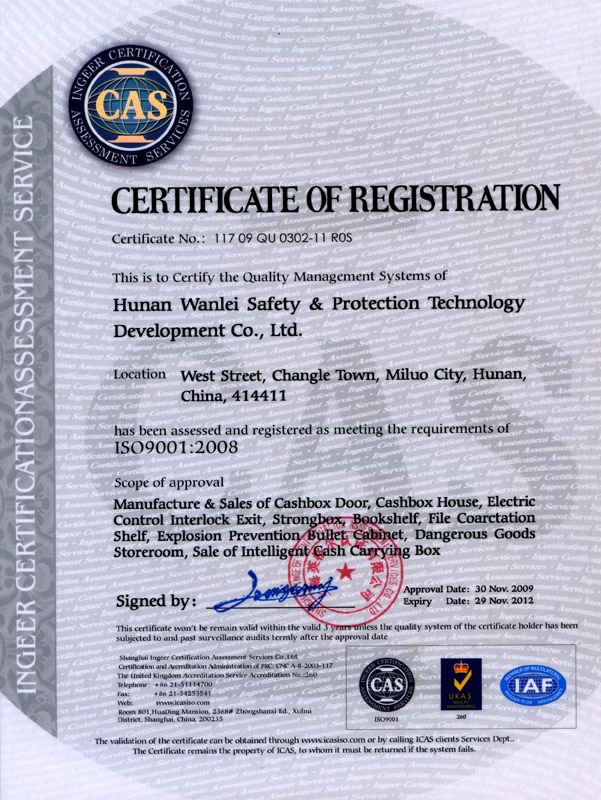 INGEER CERTIFICATION
ASSESSMENT SERVICES
CAS
INGEER CERTIFICATIONASSESSMENT SERVICE
CERTIFICATE OF REGISTRATION
Certificate No.: 117 09 QU 0302-11 R0S
This is to Certify the Quality Management Systems of
Hunan Wanlei Safety & Protection Technology
Development Co., Ltd.
Location West Street, Changle Town, Miluo City, Hunan,
China, 414411
has been assessed and registered as meeting the requirements of
ISO9001:2008
Scope of approval
Manufacture & Sales of Cashbox Door, Cashbox House, Electric
Control Interlock Exit, Strongbox, Bookshelf, File Coarctation
Shelf, Explosion Prevention Bullet Cabinet, Dangerous Goods
Storeroom, Sale of Intelligent Cash Carrying Box
Signed by:
Approval Date: 30 Nov. 2009
Expiry Date: 29 Nov. 2012
This certificate won't be remain valid within the valid 3 years unless the quality system of the certificate holder has been
subjected to and past surveillance audits termly after the approval date
Shanghai Ingeer Certification Assessment Services Co.,Ltd.
Certification and Accreditation Administration of PRC: CNC A-R-2003-117
The United Kingdom Accreditation Service Accreditation No.:260
Telephone: +86 21-51114700
Fax: +86 21-54253541
Web: www.icasiso.com
Room 801,HuaDing Mansion, 2368# Zhongshanxi Rd., Xuhui
District, Shanghai, China, 200235
CAS
ISO9001
UKAS
QUALITY
MANAGEMENT
260
IAF
The validation of the certificate can be obtained through www.icasiso.com or by calling ICAS clients Services Dept..
The Certificate remains the property of ICAS, to whom it must be returned if the system fails.